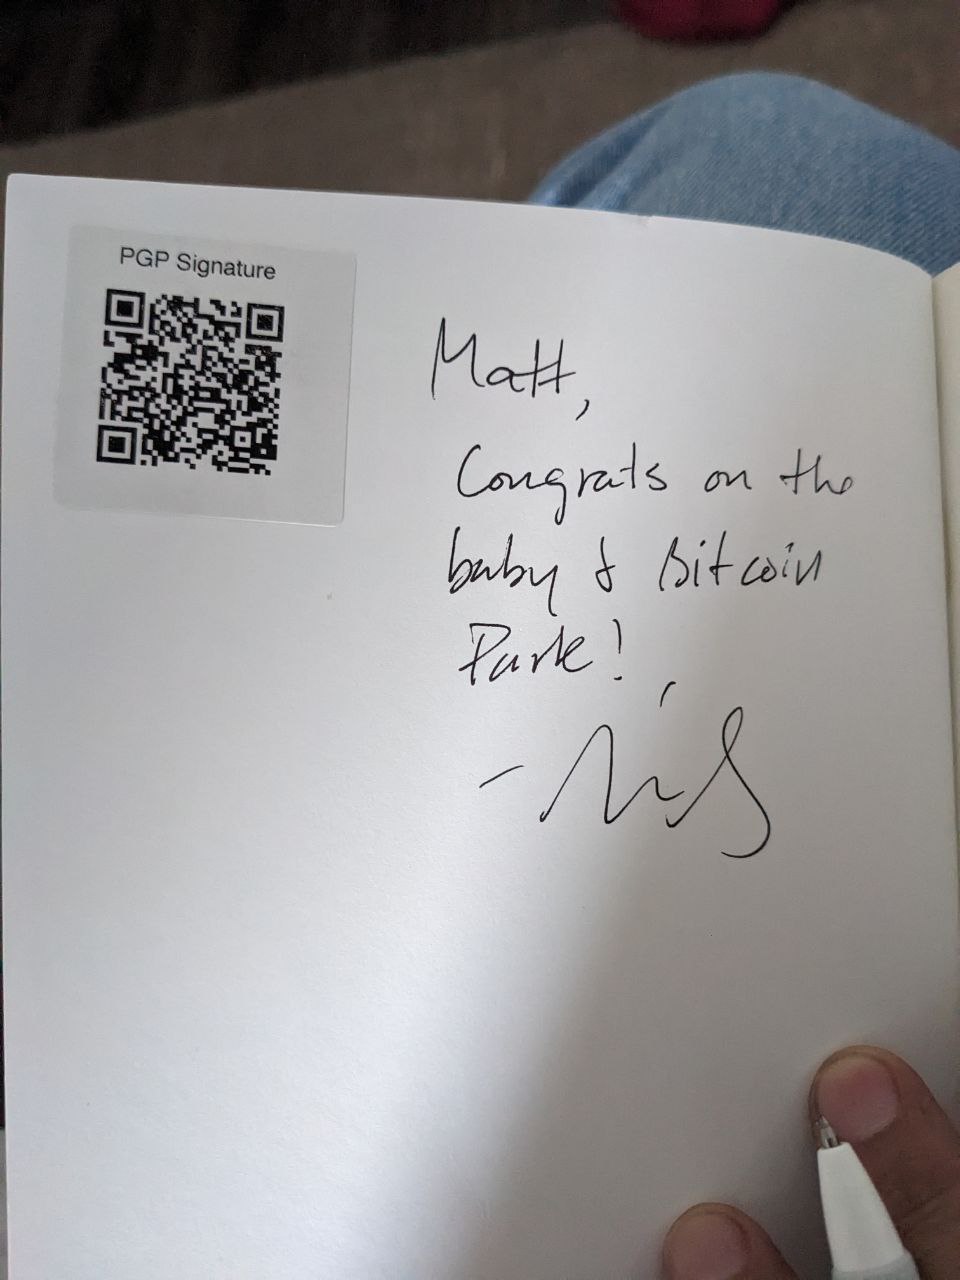 PGP Signature
Matt,
Congrats on the
baby & Bitcoin
Park!